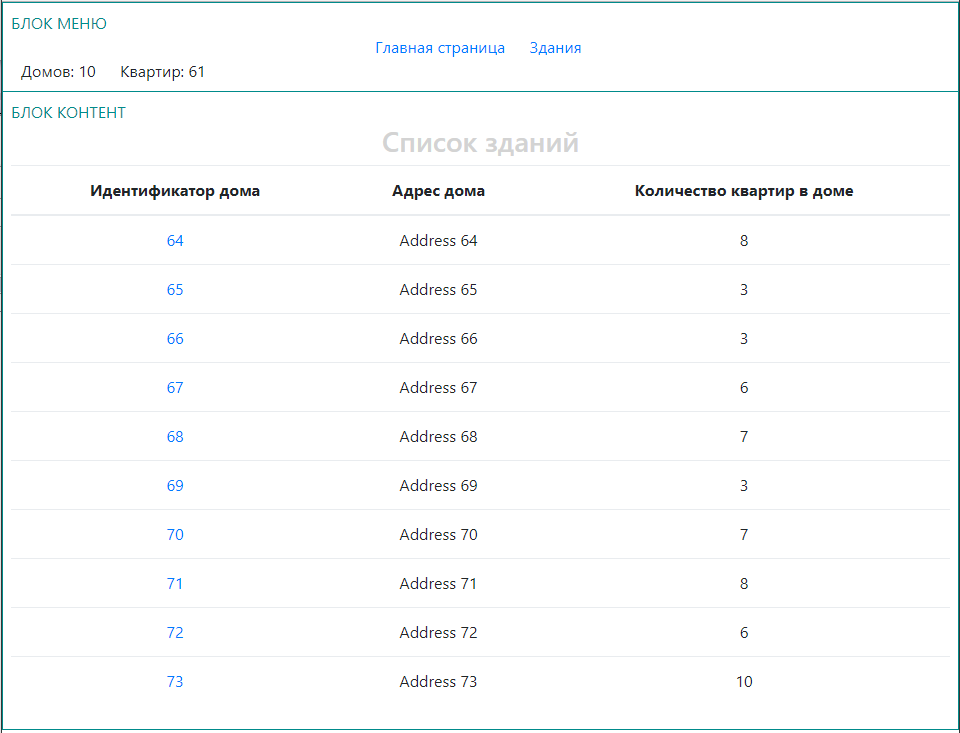 БЛОК МЕНЮ
Главная страница Здания
Домов: 10 Квартир: 61
БЛОК КОНТЕНТ
Список зданий
Идентификатор дома Адрес дома Количество квартир в доме
64 Address 64 8
65 Address 65 3
66 Address 66 3
67 Address 67 6
68 Address 68 7
69 Address 69 3
70 Address 70 7
71 Address 71 8
72 Address 72 6
73 Address 73 10